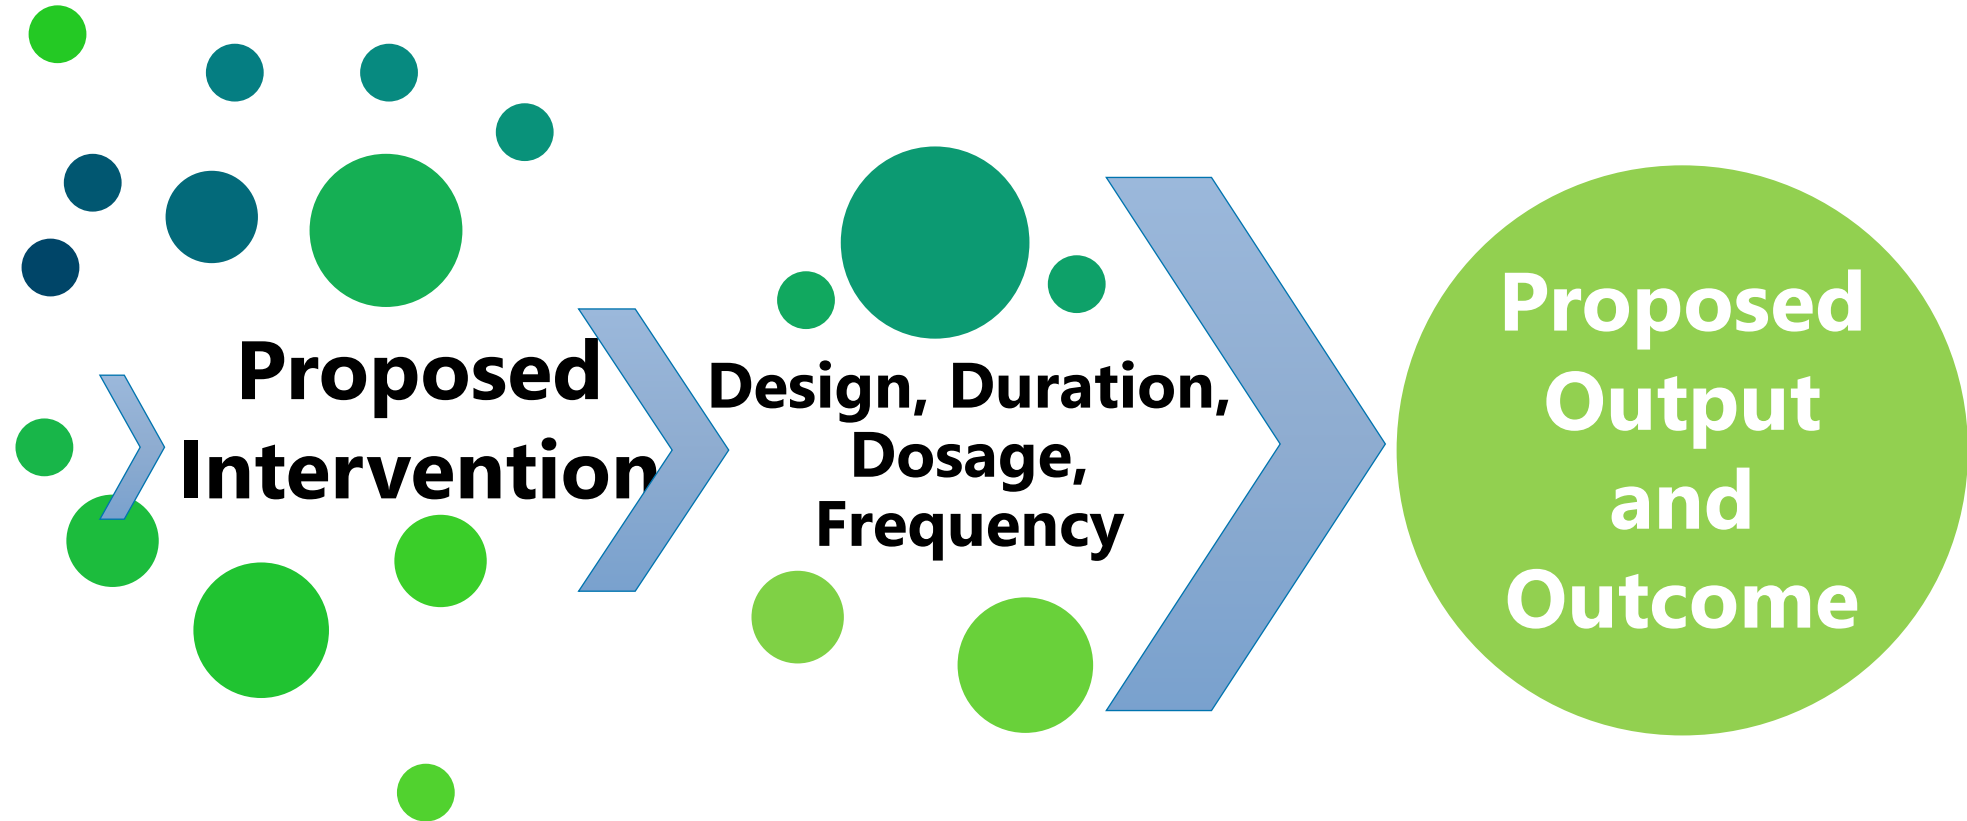 Proposed
Intervention
Design, Duration,
Dosage,
Frequency
Proposed
Output
and
Outcome